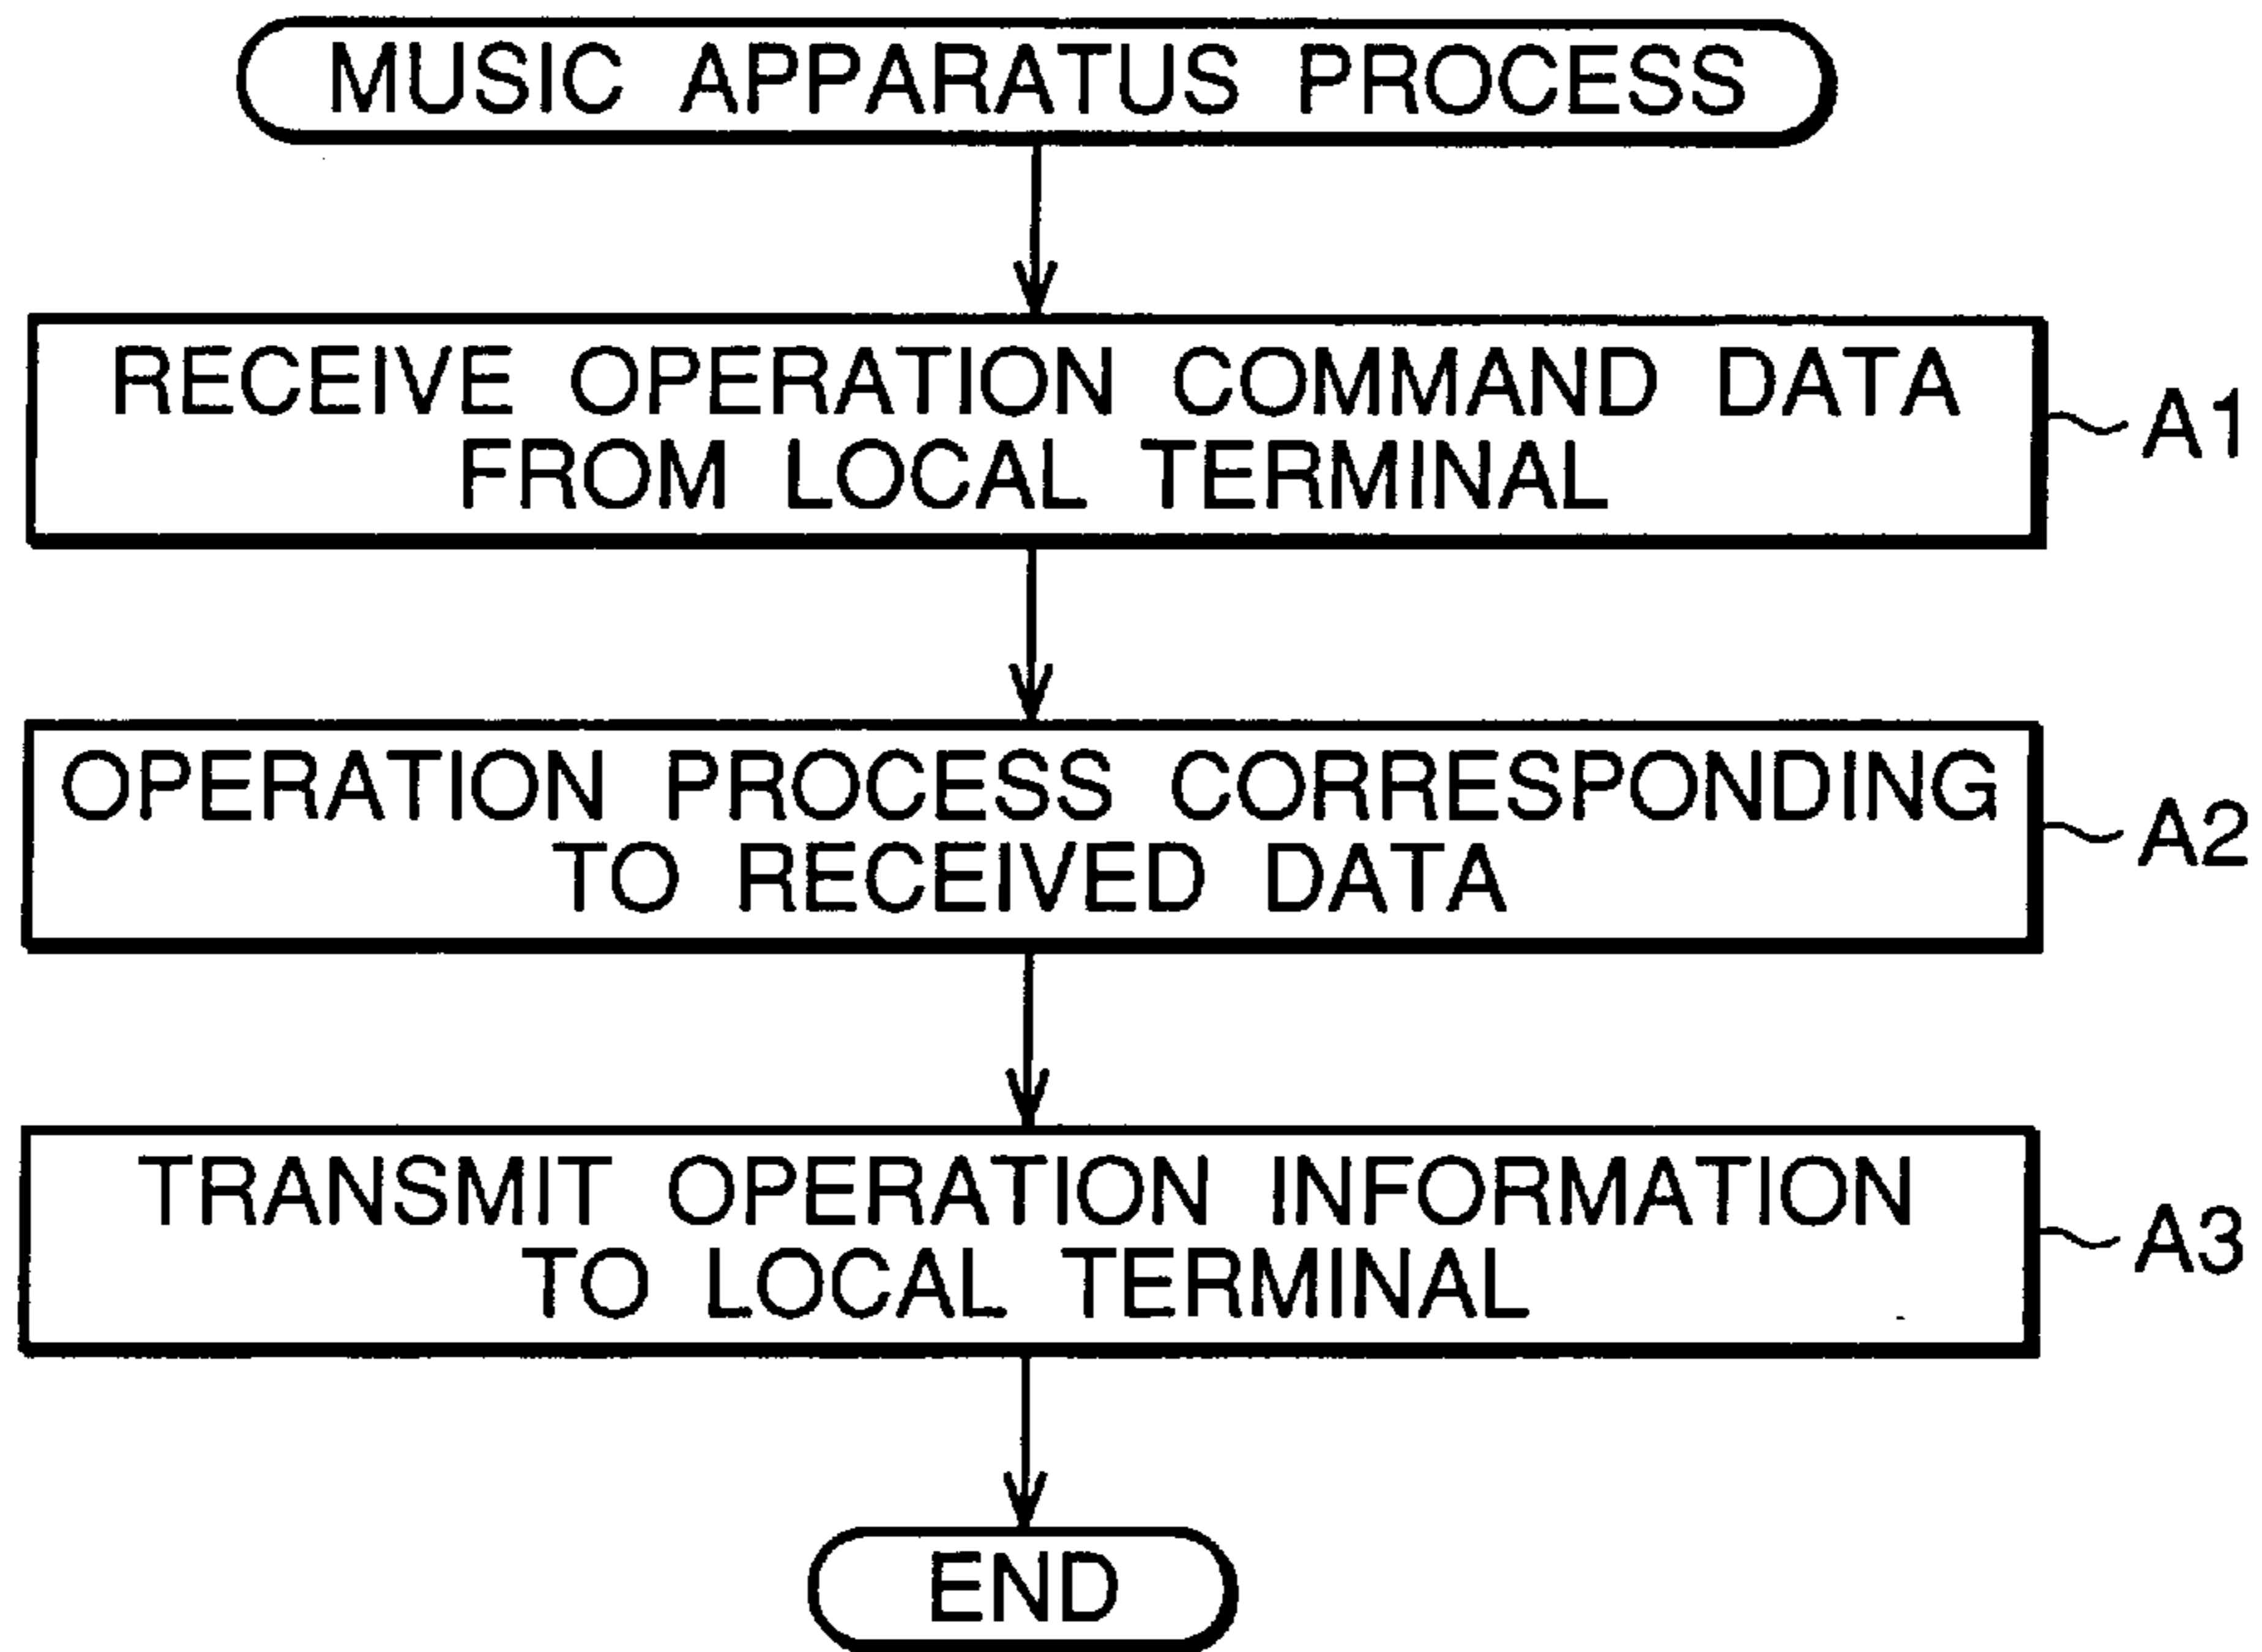 MUSIC APPARATUS PROCESS
RECEIVE OPERATION COMMAND DATA
FROM LOCAL TERMINAL
A1
OPERATION PROCESS CORRESPONDING
TO RECEIVED DATA
A2
TRANSMIT OPERATION INFORMATION
TO LOCAL TERMINAL
A3
END